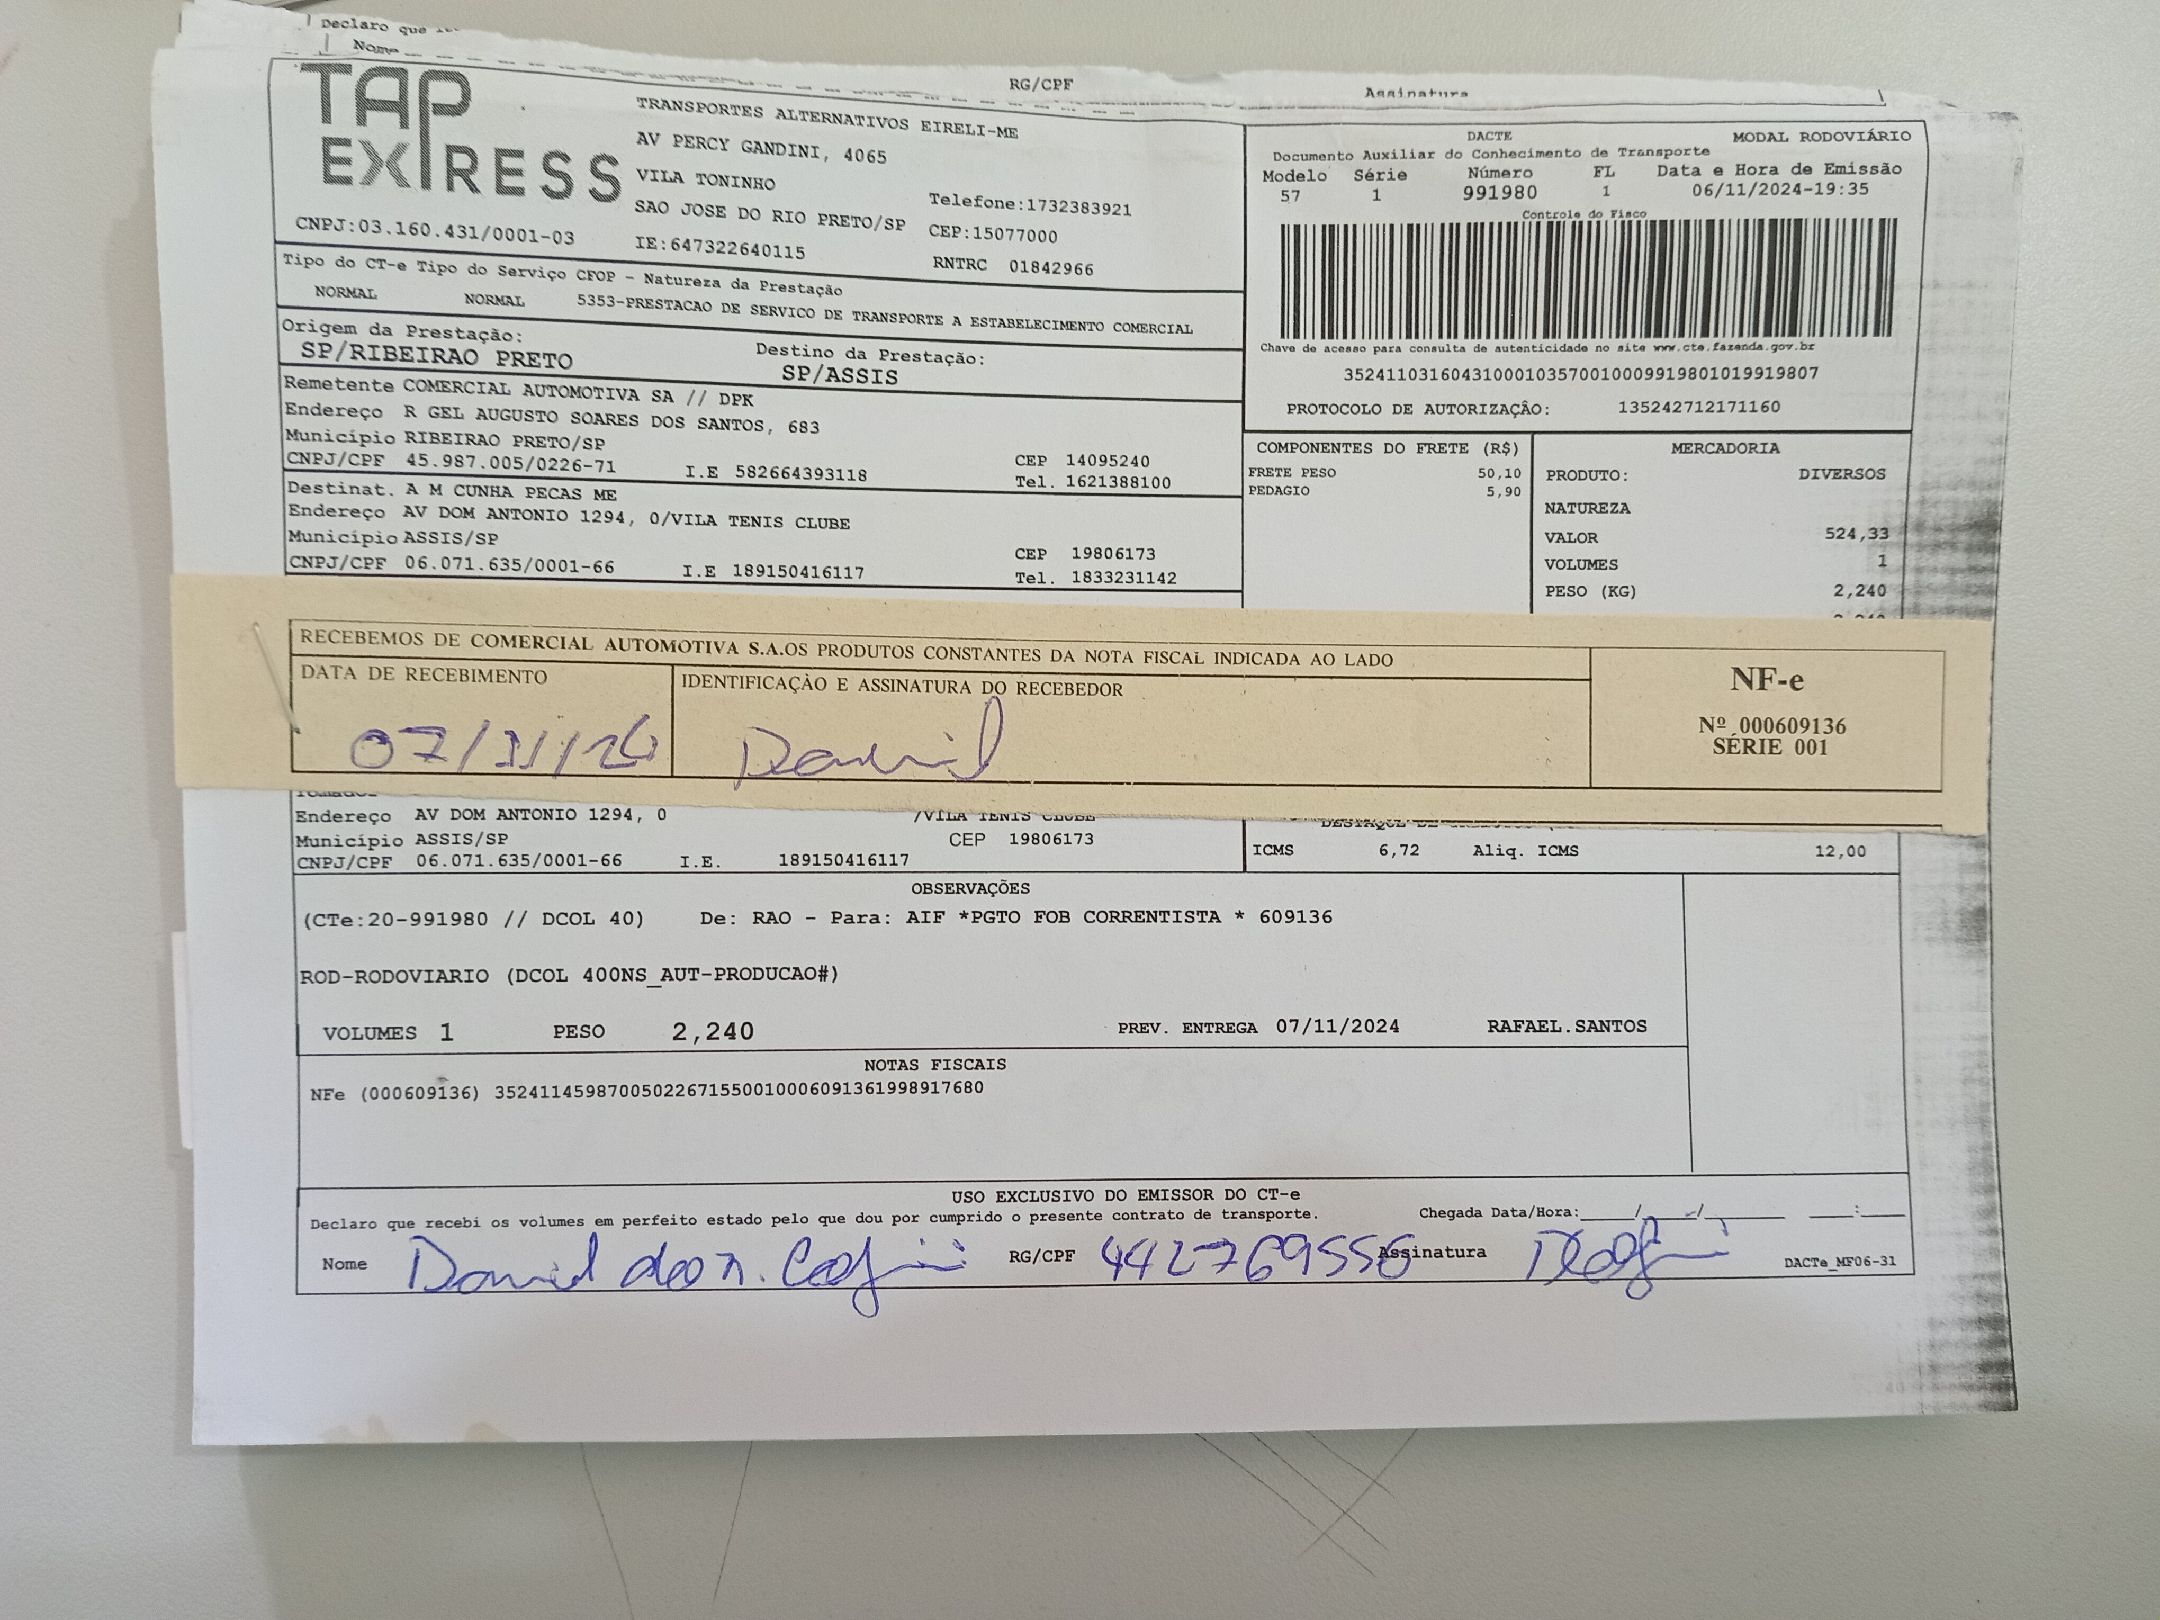 Declaro que
Nome
RG/CPF
Assinatura
TAP
EXPRESS
TRANSPORTES ALTERNATIVOS EIRELI-ME
AV PERCY GANDINI, 4065
VILA TONINHO
SAO JOSE DO RIO PRETO/SP
Telefone:1732383921
CEP:15077000
CNPJ:03.160.431/0001-03
IE:647322640115
RNTRC 01842966
DACTE
MODAL RODOVIÁRIO
Documento Auxiliar do Conhecimento de Transporte
Modelo Série Número FL Data e Hora de Emissão
57 1 991980 1 06/11/2024-19:35
Controle do Fisco
Chave de acesso para consulta de autenticidade no site www.cte.fazenda.gov.br
35241103160431000103570010009919801019919807
PROTOCOLO DE AUTORIZAÇÂO: 135242712171160
Tipo do CT-e Tipo do Serviço CFOP - Natureza da Prestação
NORMAL NORMAL 5353-PRESTACAO DE SERVICO DE TRANSPORTE A ESTABELECIMENTO COMERCIAL
Origem da Prestação:
SP/RIBEIRAO PRETO
Destino da Prestação:
SP/ASSIS
Remetente COMERCIAL AUTOMOTIVA SA // DPK
Endereço R GEL AUGUSTO SOARES DOS SANTOS, 683
Município RIBEIRAO PRETO/SP
CEP 14095240
CNPJ/CPF 45.987.005/0226-71 I.E 582664393118 Tel. 1621388100
Destinat. A M CUNHA PECAS ME
Endereço AV DOM ANTONIO 1294, 0/VILA TENIS CLUBE
Município ASSIS/SP CEP 19806173
CNPJ/CPF 06.071.635/0001-66 I.E 189150416117 Tel. 1833231142
COMPONENTES DO FRETE (R$)
FRETE PESO 50,10
PEDAGIO 5,90
MERCADORIA
PRODUTO: DIVERSOS
NATUREZA
VALOR 524,33
VOLUMES 1
PESO (KG) 2,240
RECEBEMOS DE COMERCIAL AUTOMOTIVA S.A.OS PRODUTOS CONSTANTES DA NOTA FISCAL INDICADA AO LADO
DATA DE RECEBIMENTO
IDENTIFICAÇÃO E ASSINATURA DO RECEBEDOR
NF-e
Nº 000609136
SÉRIE 001
07/11/24
David
Tomador
Endereço AV DOM ANTONIO 1294, 0 /VILA TENIS CLUBE
Município ASSIS/SP CEP 19806173
CNPJ/CPF 06.071.635/0001-66 I.E. 189150416117
ICMS 6,72 Aliq. ICMS 12,00
OBSERVAÇÕES
(CTe:20-991980 // DCOL 40) De: RAO - Para: AIF *PGTO FOB CORRENTISTA * 609136
ROD-RODOVIARIO (DCOL 400NS_AUT-PRODUCAO#)
VOLUMES 1 PESO 2,240 PREV. ENTREGA 07/11/2024 RAFAEL.SANTOS
NOTAS FISCAIS
NFe (000609136) 35241145987005022671550010006091361998917680
USO EXCLUSIVO DO EMISSOR DO CT-e
Declaro que recebi os volumes em perfeito estado pelo que dou por cumprido o presente contrato de transporte. Chegada Data/Hora:____/____/______ ____:____
Nome David RG/CPF 442769556 Assinatura
DACTe_MF06-31